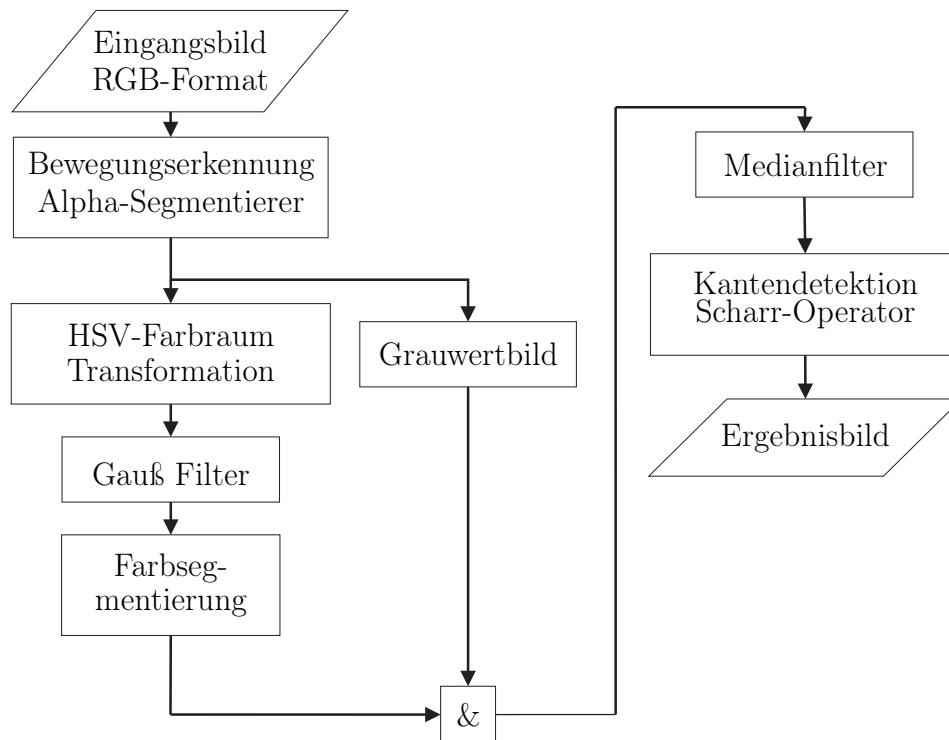 Eingangsbild
RGB-Format
Bewegungserkennung
Alpha-Segmentierer
HSV-Farbraum
Transformation
Grauwertbild
Gauß Filter
Farbseg-
mentierung
&
Medianfilter
Kantendetektion
Scharr-Operator
Ergebnisbild